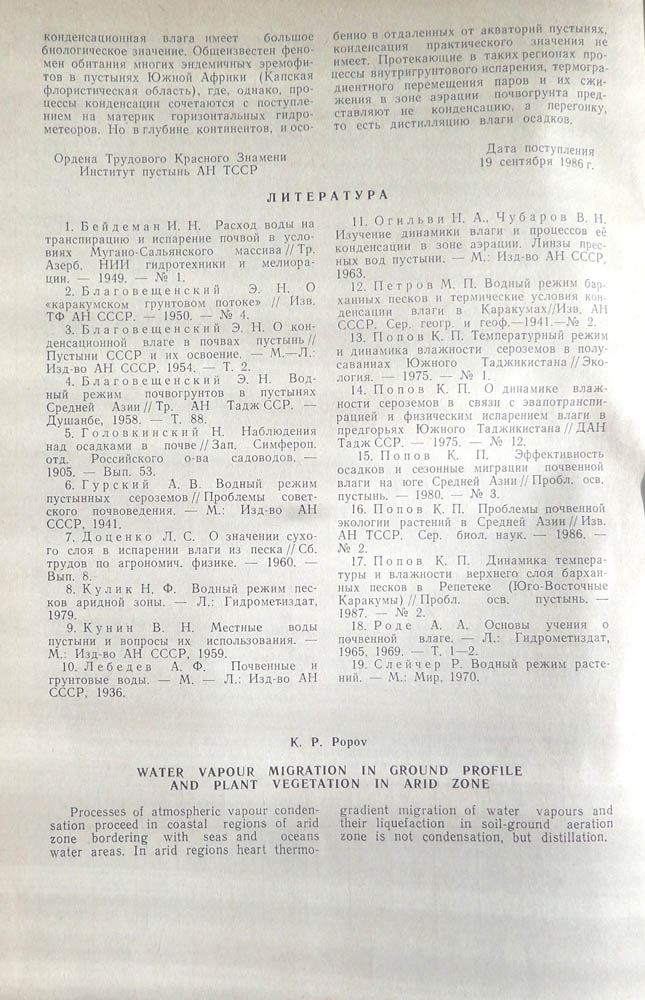 конденсационная влага имеет большое
биологическое значение. Общеизвестен фено-
мен обитания многих эндемичных эремофи-
тов в пустынях Южной Африки (Капская
флористическая область), где, однако, про-
цессы конденсации сочетаются с поступле-
нием на материк горизонтальных гидро-
метеоров. Но в глубине континентов, и осо-
бенно в отдаленных от акваторий пустынях,
конденсация практического значения не
имеет. Протекающие в таких регионах про-
цессы внутригрунтового испарения, термогра-
диентного перемещения паров и их сжи-
жения в зоне аэрации почвогрунта пред-
ставляют не конденсацию, а перегонку,
то есть дистилляцию влаги осадков.
Ордена Трудового Красного Знамени
Институт пустынь АН ТССР
Дата поступления
19 сентября 1986 г.
ЛИТЕРАТУРА
1. Бейдеман И. Н. Расход воды на
транспирацию и испарение почвой в усло-
виях Мугано-Сальянского массива // Тр.
Азерб. НИИ гидротехники и мелиора-
ции. — 1949. — № 1.
2. Благовещенский Э. Н. О
«каракумском грунтовом потоке» // Изв.
ТФ АН СССР. — 1950. — № 4.
3. Благовещенский Э. Н. О кон-
денсационной влаге в почвах пустынь //
Пустыни СССР и их освоение. — М.—Л.:
Изд-во АН СССР, 1954. — Т. 2.
4. Благовещенский Э. Н. Вод-
ный режим почвогрунтов в пустынях
Средней Азии // Тр. АН Тадж ССР. —
Душанбе, 1958. — Т. 88.
5. Головкинский Н. Наблюдения
над осадками в почве // Зап. Симфероп.
отд. Российского о-ва садоводов. —
1905. — Вып. 53.
6. Гурский А. В. Водный режим
пустынных сероземов // Проблемы совет-
ского почвоведения. — М.: Изд-во АН
СССР, 1941.
7. Доценко Л. С. О значении сухо-
го слоя в испарении влаги из песка // Сб.
трудов по агрономич. физике. — 1960. —
Вып. 8.
8. Кулик Н. Ф. Водный режим пес-
ков аридной зоны. — Л.: Гидрометиздат,
1979.
9. Кунин В. Н. Местные воды
пустыни и вопросы их использования. —
М.: Изд-во АН СССР, 1959.
10. Лебедев А. Ф. Почвенные и
грунтовые воды. — М. — Л.: Изд-во АН
СССР, 1936.
11. Огильви Н. А., Чубаров В. Н.
Изучение динамики влаги и процессов её
конденсации в зоне аэрации. Линзы прес-
ных вод пустыни. — М.: Изд-во АН СССР,
1963.
12. Петров М. П. Водный режим бар-
ханных песков и термические условия кон-
денсации влаги в Каракумах//Изв. АН
СССР. Сер. геогр. и геоф.—1941.—№ 2.
13. Попов К. П. Температурный режим
и динамика влажности сероземов в полу-
саваннах Южного Таджикистана // Эко-
логия. — 1975. — № 1.
14. Попов К. П. О динамике влаж-
ности сероземов в связи с эвапотранспи-
рацией и физическим испарением влаги в
предгорьях Южного Таджикистана // ДАН
Тадж ССР. — 1975. — № 12.
15. Попов К. П. Эффективность
осадков и сезонные миграции почвенной
влаги на юге Средней Азии // Пробл. осв.
пустынь. — 1980. — № 3.
16. Попов К. П. Проблемы почвенной
экологии растений в Средней Азии // Изв.
АН ТССР. Сер. биол. наук. — 1986. —
№ 2.
17. Попов К. П. Динамика темпера-
туры и влажности верхнего слоя бархан-
ных песков в Репетеке (Юго-Восточные
Каракумы) // Пробл. осв. пустынь. —
1987. — № 2.
18. Роде А. А. Основы учения о
почвенной влаге. — Л.: Гидрометиздат,
1965, 1969. — Т. 1—2.
19. Слейчер Р. Водный режим расте-
ний. — М.: Мир, 1970.
K. P. Popov
WATER VAPOUR MIGRATION IN GROUND PROFILE
AND PLANT VEGETATION IN ARID ZONE
Processes of atmospheric vapour conden-
sation proceed in coastal regions of arid
zone bordering with seas and oceans
water areas. In arid regions heart thermo-
gradient migration of water vapours and
their liquefaction in soil-ground aeration
zone is not condensation, but distillation.